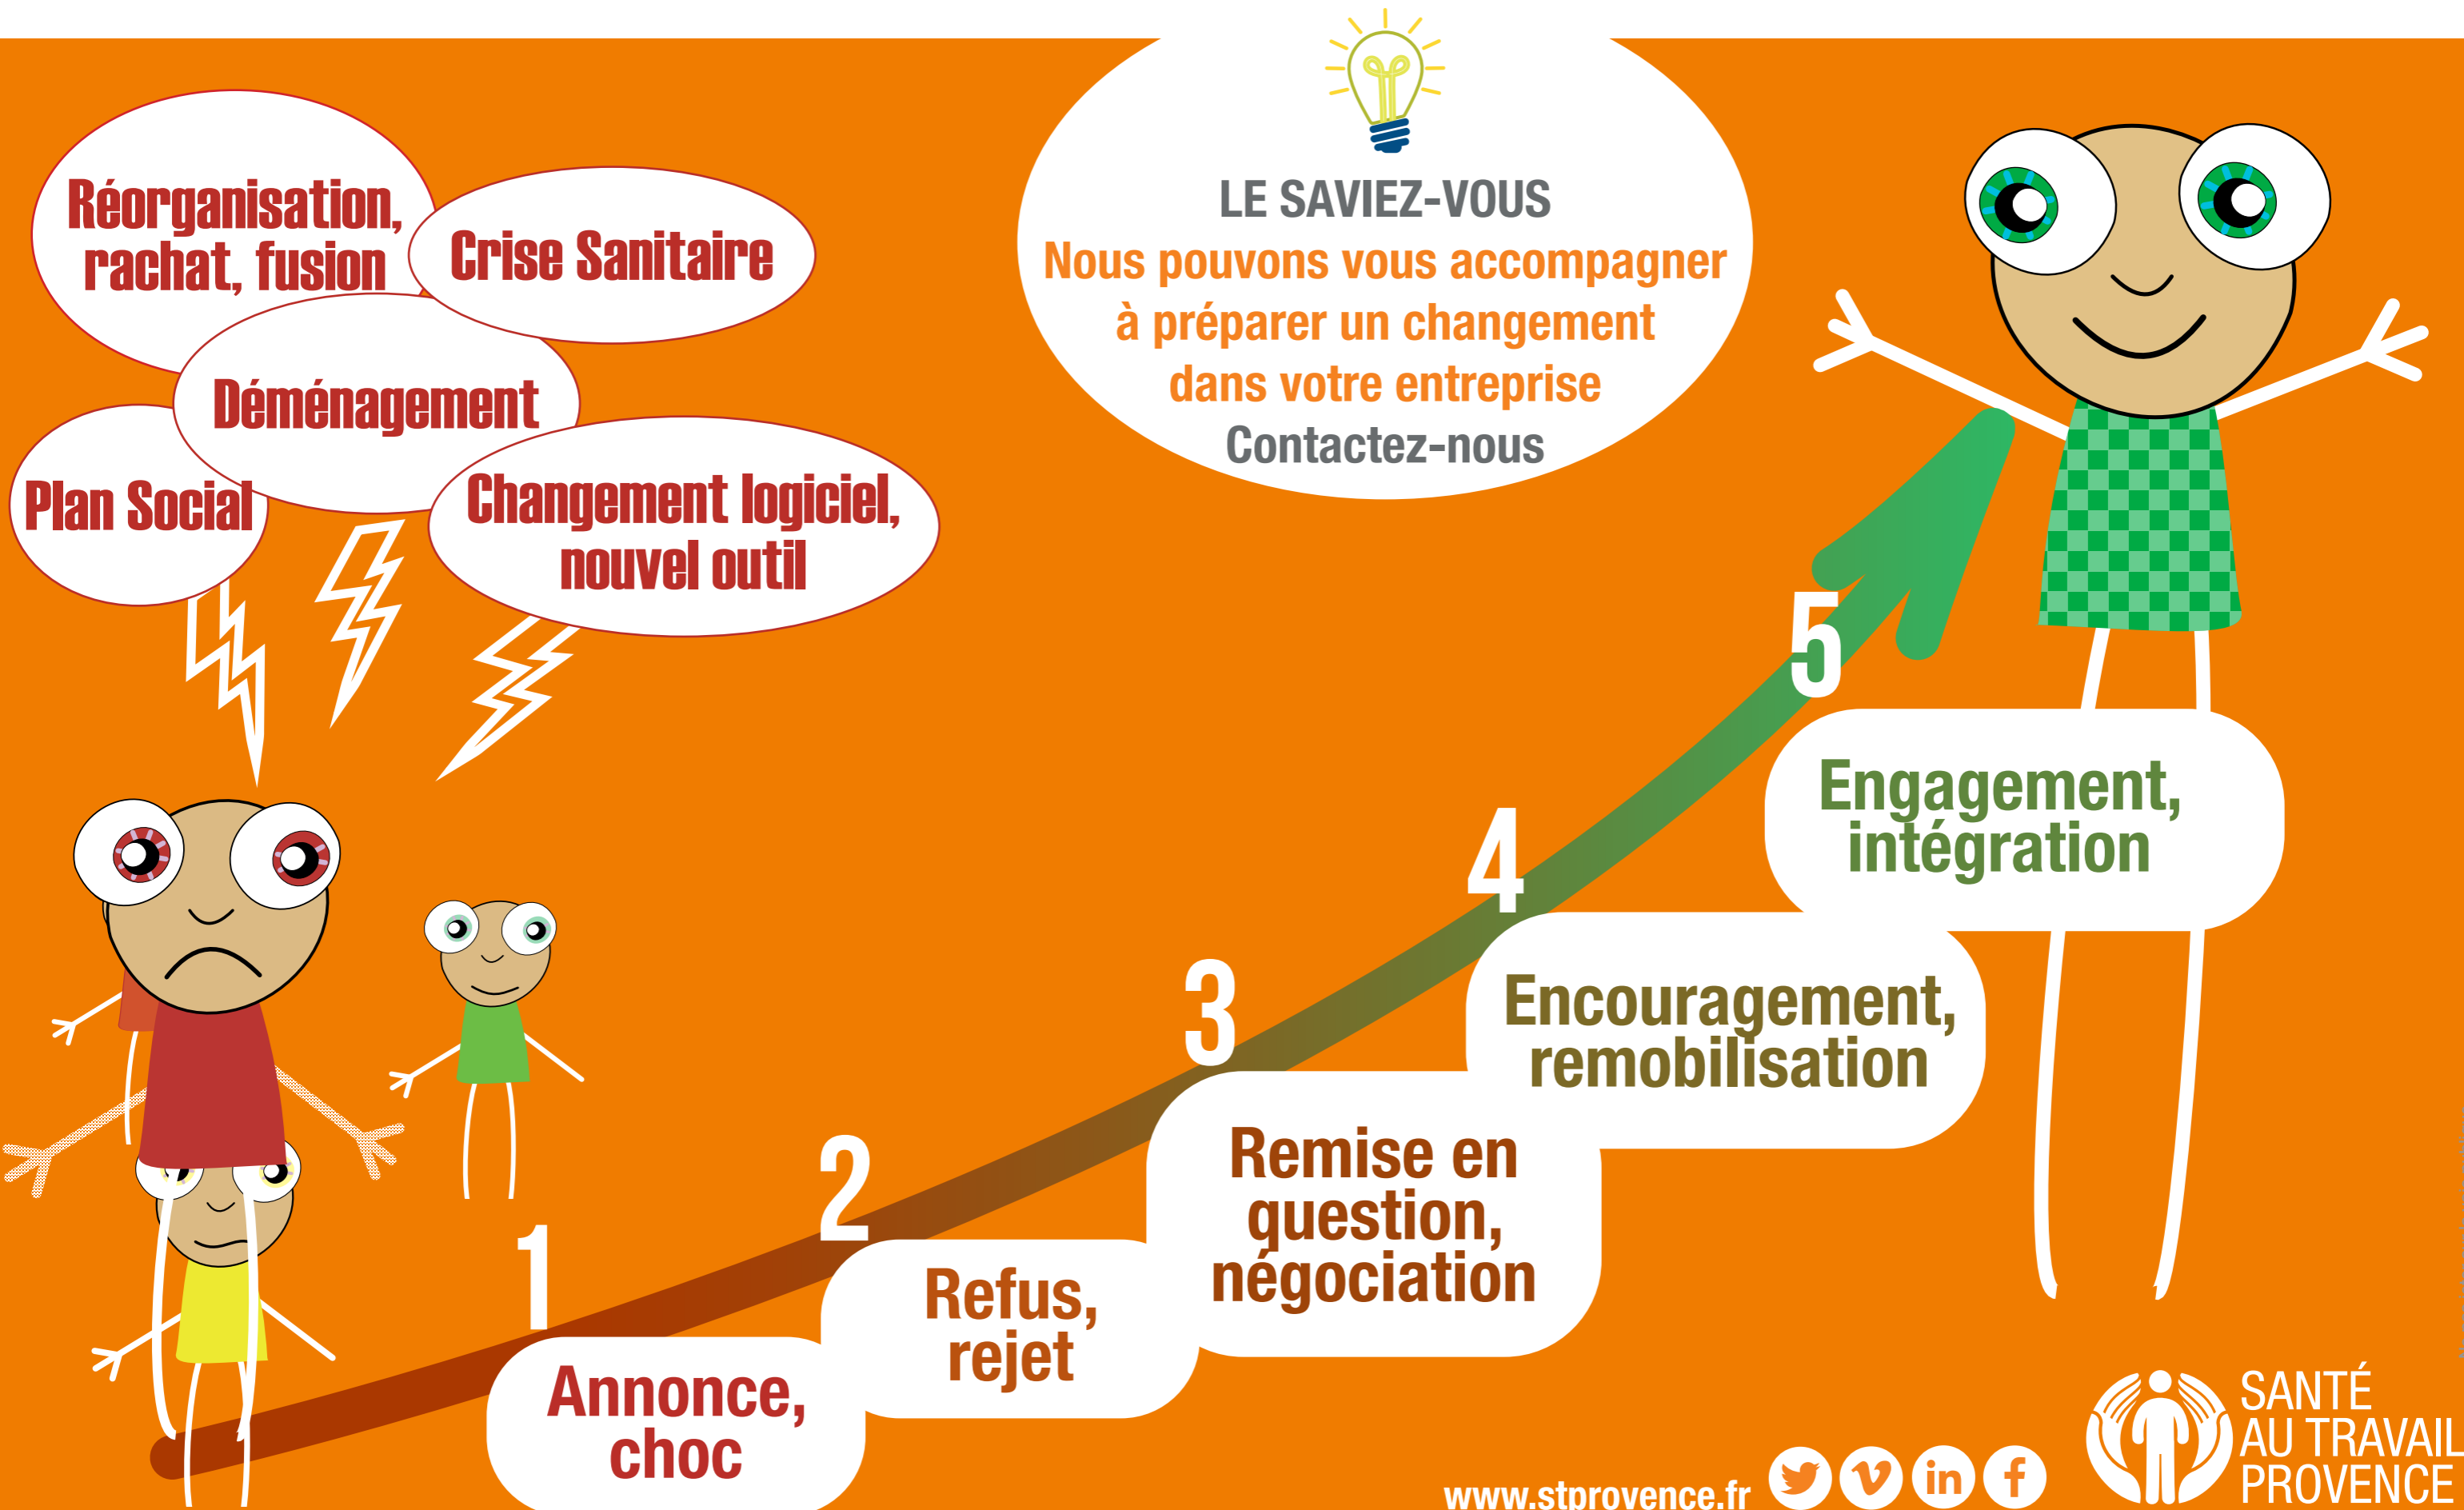 Réorganisation,
rachat, fusion
Crise Sanitaire
Déménagement
Plan Social
Changement logiciel,
nouvel outil
LE SAVIEZ-VOUS
Nous pouvons vous accompagner
à préparer un changement
dans votre entreprise
Contactez-nous
1
Annonce,
choc
2
Refus,
rejet
3
Remise en
question,
négociation
4
Encouragement,
remobilisation
5
Engagement,
intégration
www.stprovence.fr
in
f
SANTÉ
AU TRAVAIL
PROVENCE